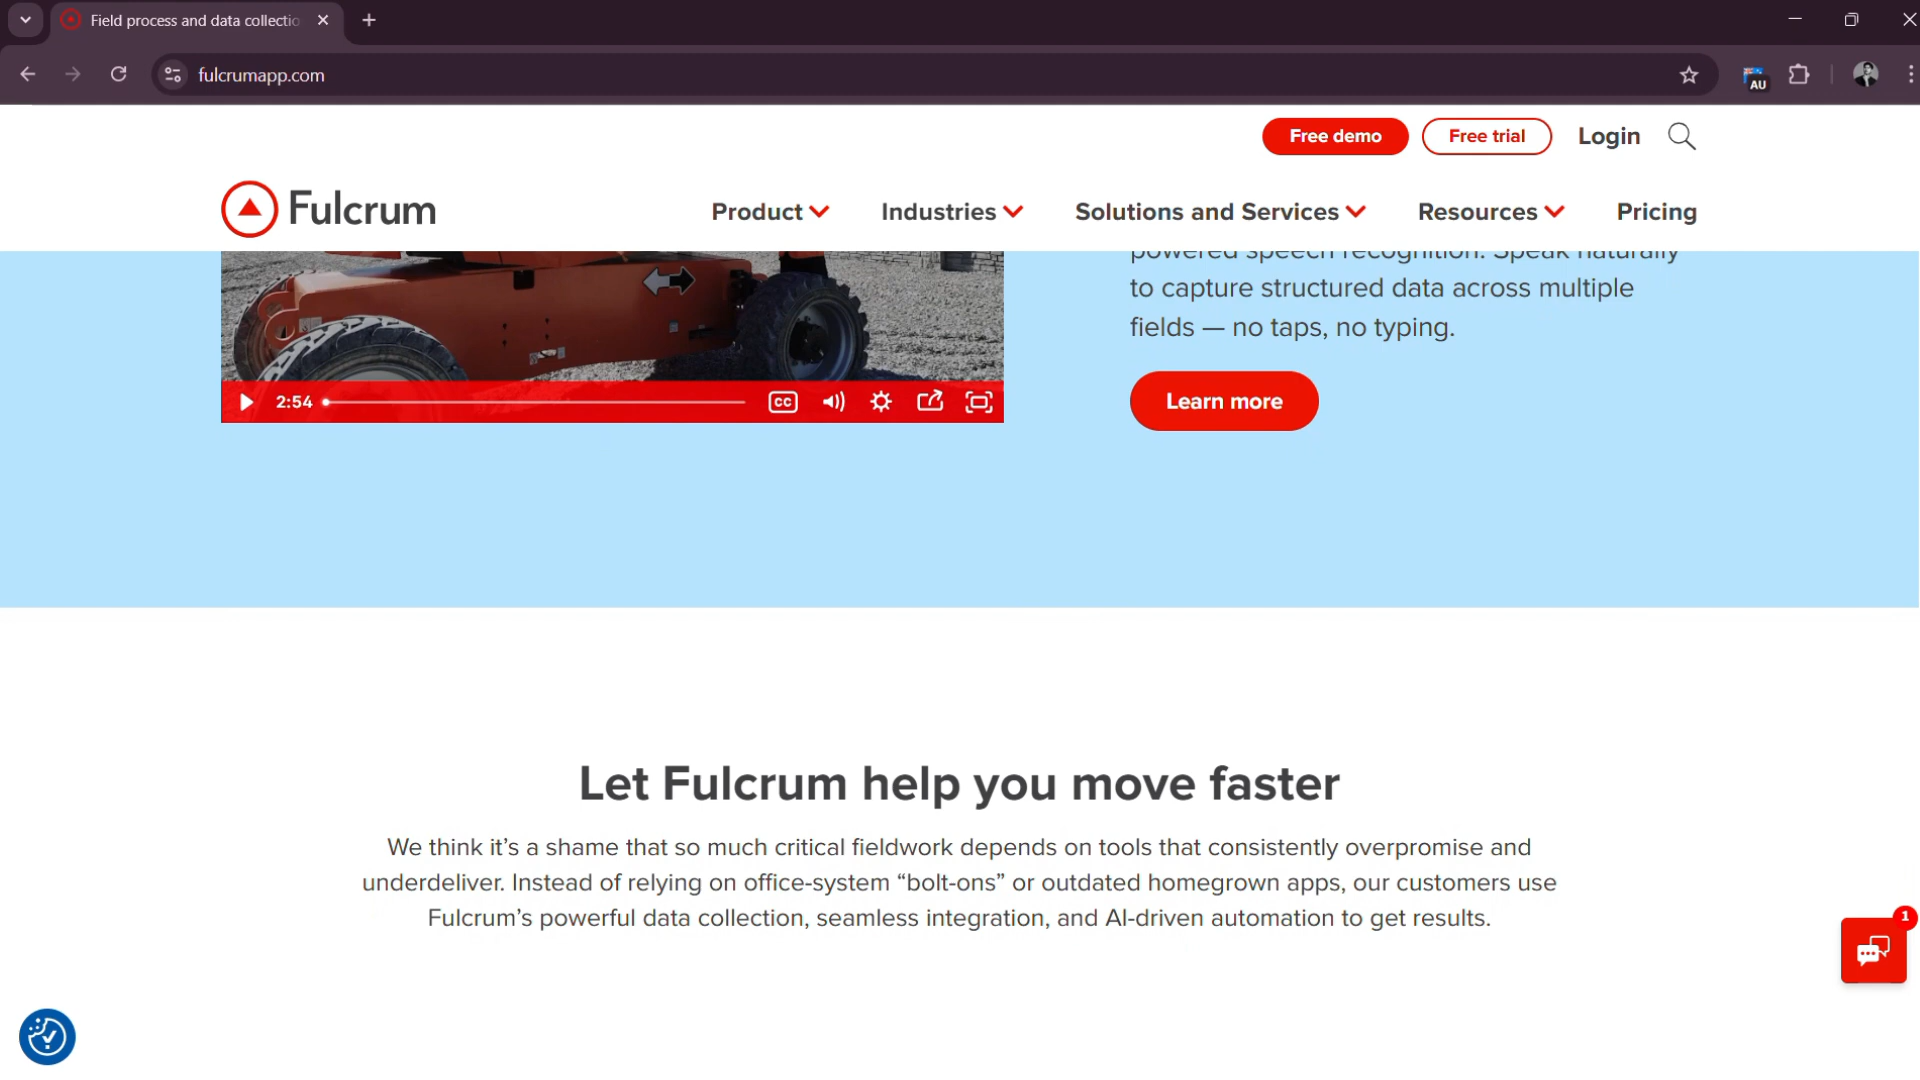 Field process and data collectio
fulcrumapp.com
AU
Free demo
Free trial
Login
Fulcrum
Product
Industries
Solutions and Services
Resources
Pricing
powered speech recognition. Speak naturally
to capture structured data across multiple
fields — no taps, no typing.
2:54
CC
Learn more
Let Fulcrum help you move faster
We think it’s a shame that so much critical fieldwork depends on tools that consistently overpromise and
underdeliver. Instead of relying on office-system “bolt-ons” or outdated homegrown apps, our customers use
Fulcrum’s powerful data collection, seamless integration, and AI-driven automation to get results.
1